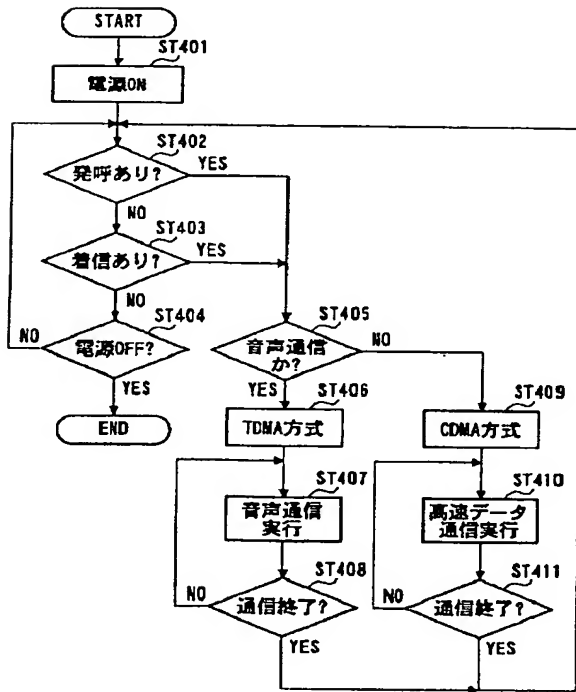 START
ST401
電源ON
ST402
発呼あり?
YES
NO
ST403
着信あり?
YES
NO
ST404
電源OFF?
NO
YES
END
ST405
音声通信
か?
NO
YES
ST406
TDMA方式
ST407
音声通信
実行
ST408
通信終了?
NO
YES
ST409
CDMA方式
ST410
高速データ
通信実行
ST411
通信終了?
NO
YES